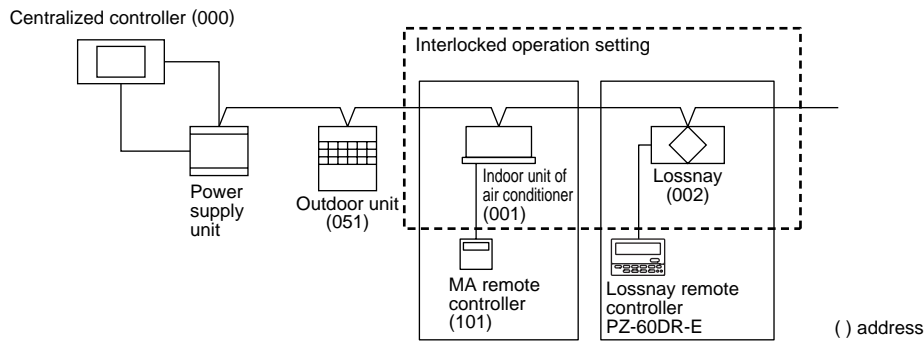 Centralized controller (000)
Interlocked operation setting
Power
supply
unit
Outdoor unit
(051)
Indoor unit of
air conditioner
(001)
Lossnay
(002)
MA remote
controller
(101)
Lossnay remote
controller
PZ-60DR-E
( ) address